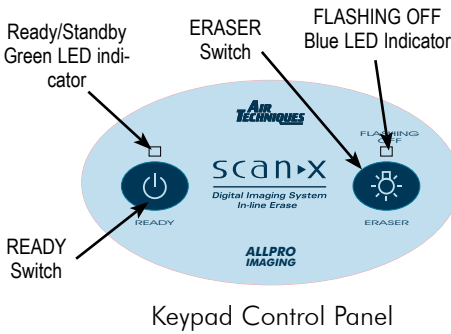 Ready/Standby
Green LED indi-
cator
ERASER
Switch
FLASHING OFF
Blue LED Indicator
AIR
TECHNIQUES
FLASHING
OFF
scan▸x
Digital Imaging System
In-line Erase
READY
ERASER
READY
Switch
ALLPRO
IMAGING
Keypad Control Panel